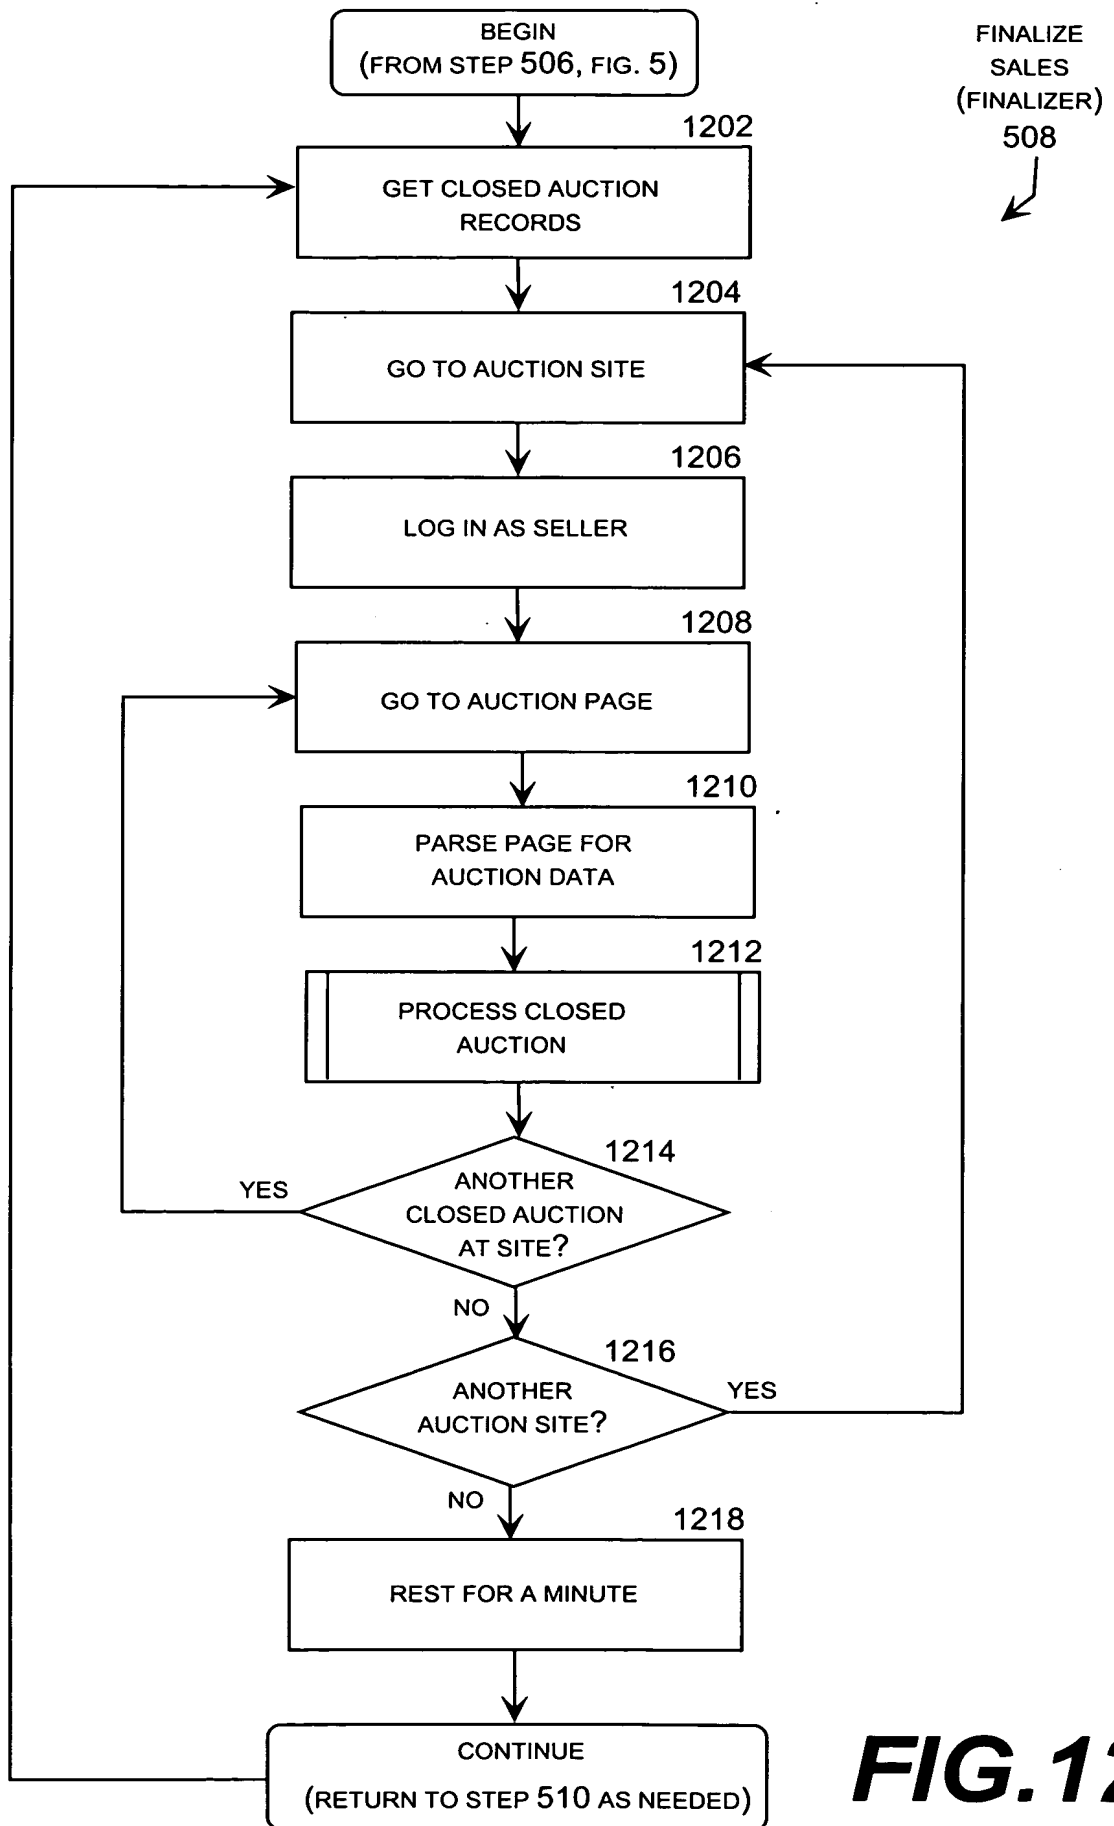 BEGIN
(FROM STEP 506, FIG. 5)
FINALIZE
SALES
(FINALIZER)
508
1202
GET CLOSED AUCTION
RECORDS
1204
GO TO AUCTION SITE
1206
LOG IN AS SELLER
1208
GO TO AUCTION PAGE
1210
PARSE PAGE FOR
AUCTION DATA
1212
PROCESS CLOSED
AUCTION
1214
YES
ANOTHER
CLOSED AUCTION
AT SITE?
NO
1216
ANOTHER
AUCTION SITE?
YES
NO
1218
REST FOR A MINUTE
CONTINUE
(RETURN TO STEP 510 AS NEEDED)
FIG.12